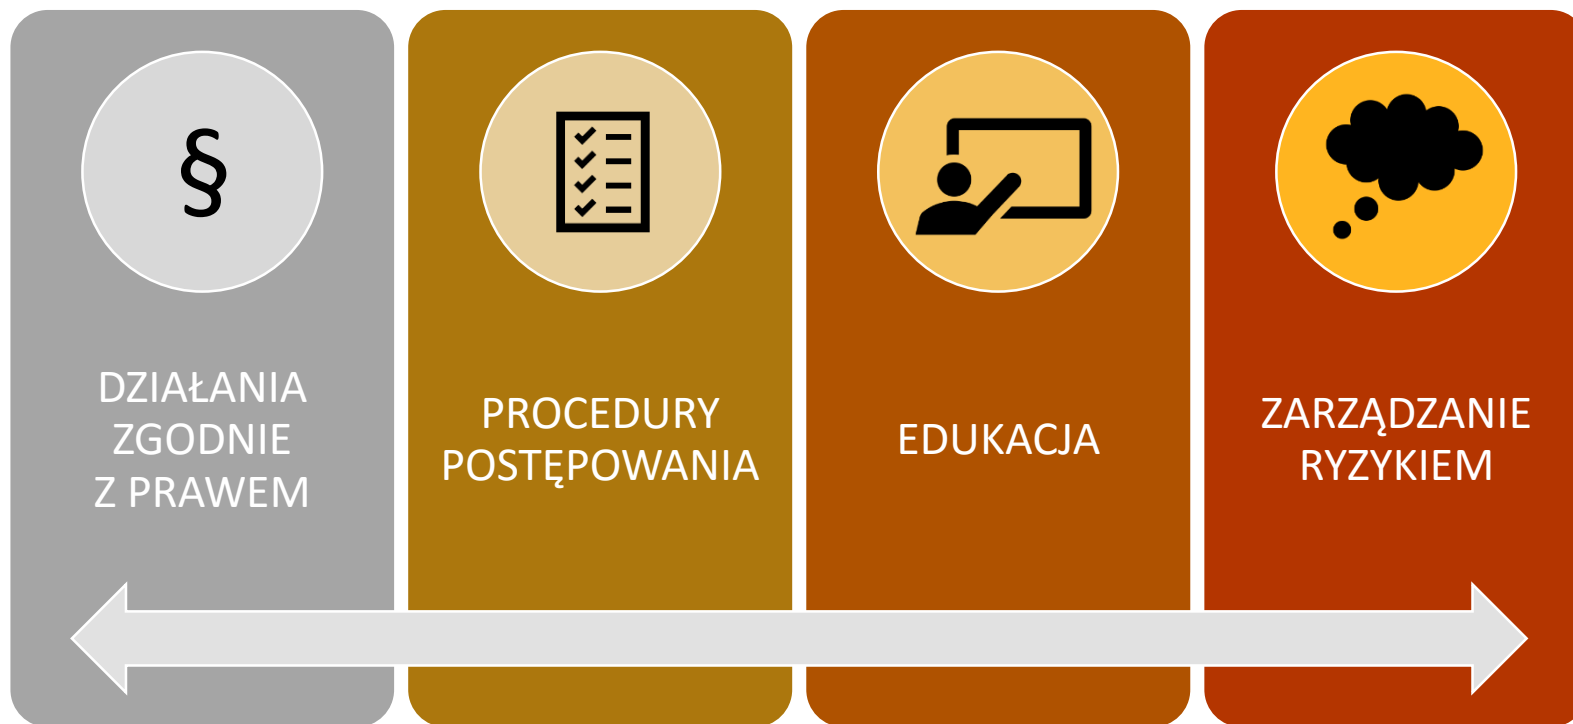 §
DZIAŁANIA
ZGODNIE
Z PRAWEM
PROCEDURY
POSTĘPOWANIA
EDUKACJA
ZARZĄDZANIE
RYZYKIEM